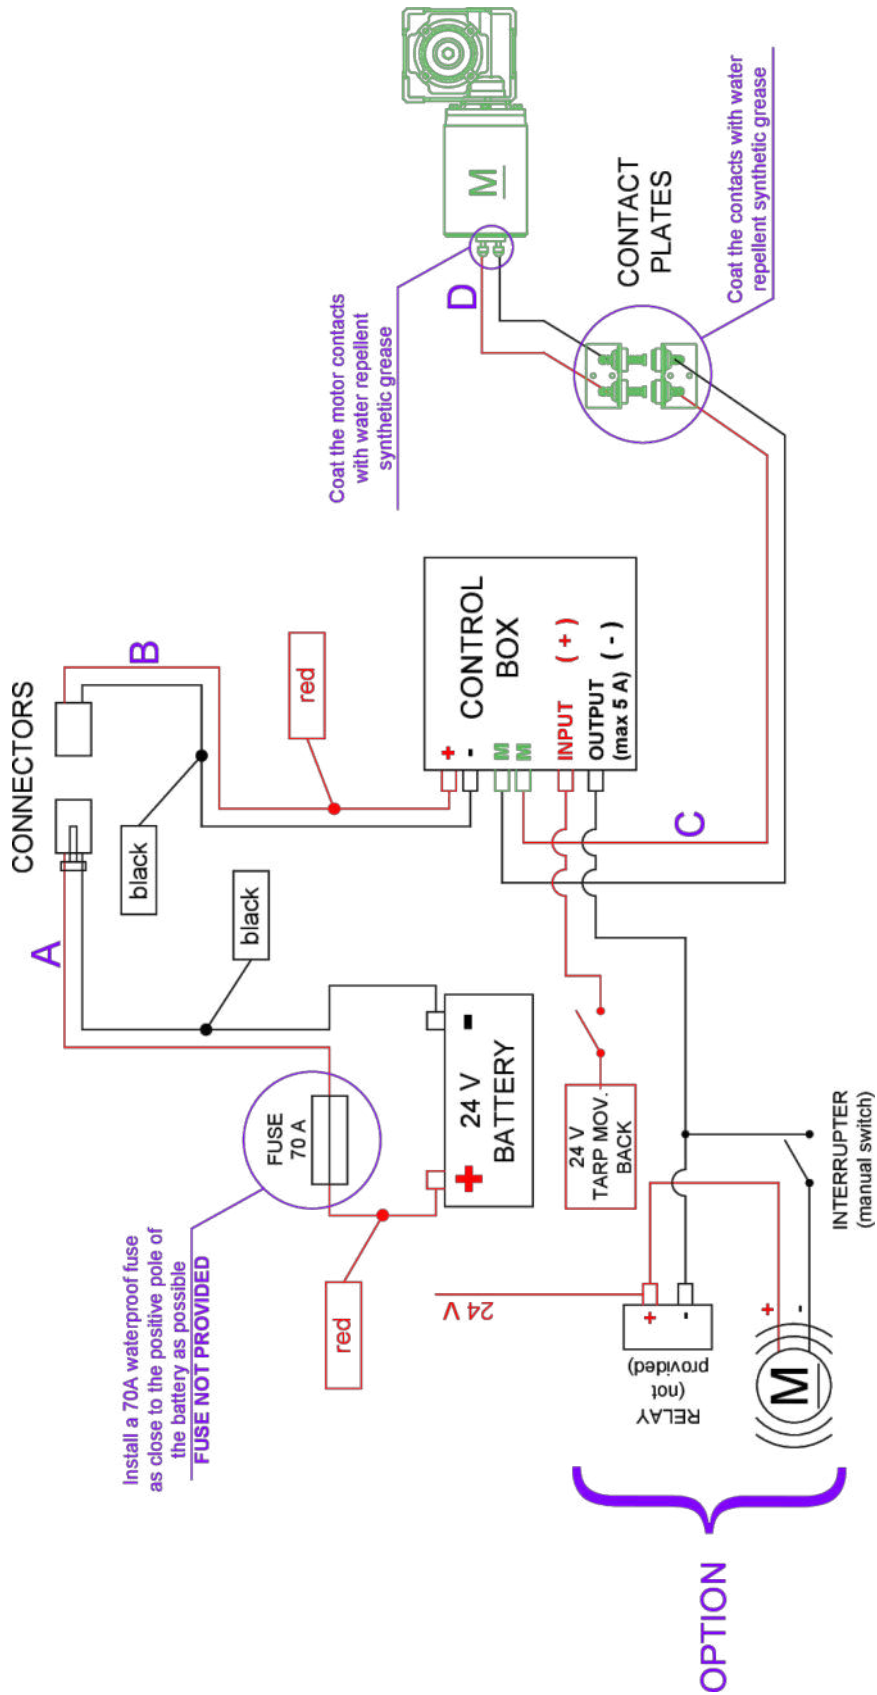 Install a 70A waterproof fuse
as close to the positive pole of
the battery as possible
FUSE NOT PROVIDED
FUSE
70 A
red
A
black
black
CONNECTORS
B
red
+
-
24 V
BATTERY
+
-
CONTROL
BOX
M
M
INPUT
( + )
OUTPUT
( - )
(max 5 A)
C
Coat the motor contacts
with water repellent
synthetic grease
D
M
CONTACT
PLATES
Coat the contacts with water
repellent synthetic grease
24 V
TARP MOV.
BACK
24 V
+
-
RELAY
(not
provided)
+
-
M
INTERRUPTER
(manual switch)
OPTION